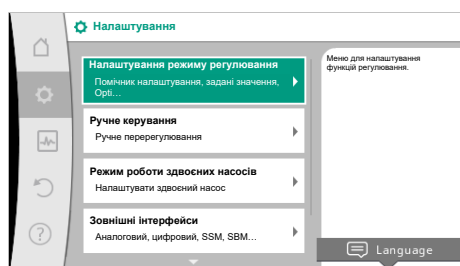 Налаштування
Налаштування режиму регулювання
Помічник налаштування, задані значення,
Opti…
Меню для налаштування
функцій регулювання.
Ручне керування
Ручне перерегулювання
Режим роботи здвоєних насосів
Налаштувати здвоєний насос
Зовнішні інтерфейси
Аналоговий, цифровий, SSM, SBM…
Language